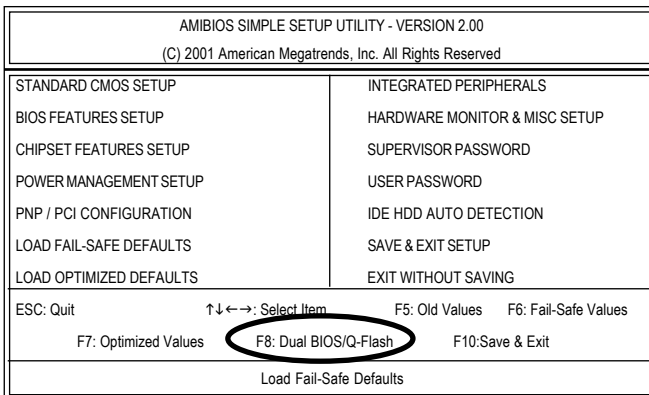 AMIBIOS SIMPLE SETUP UTILITY - VERSION 2.00
(C) 2001 American Megatrends, Inc. All Rights Reserved
STANDARD CMOS SETUP
BIOS FEATURES SETUP
CHIPSET FEATURES SETUP
POWER MANAGEMENT SETUP
PNP / PCI CONFIGURATION
LOAD FAIL-SAFE DEFAULTS
LOAD OPTIMIZED DEFAULTS
INTEGRATED PERIPHERALS
HARDWARE MONITOR & MISC SETUP
SUPERVISOR PASSWORD
USER PASSWORD
IDE HDD AUTO DETECTION
SAVE & EXIT SETUP
EXIT WITHOUT SAVING
ESC: Quit ↑↓←→: Select Item F5: Old Values F6: Fail-Safe Values
F7: Optimized Values F8: Dual BIOS/Q-Flash F10:Save & Exit
Load Fail-Safe Defaults